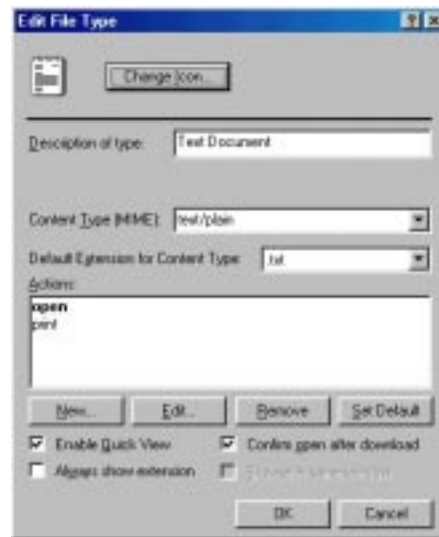 Edit File Type
Change Icon...
Description of type: Text Document
Content Type (MIME): text/plain
Default Extension for Content Type: .txt
Actions:
open
print
New... Edit... Remove Set Default
Enable Quick View Confirm open after download
Always show extension
OK Cancel